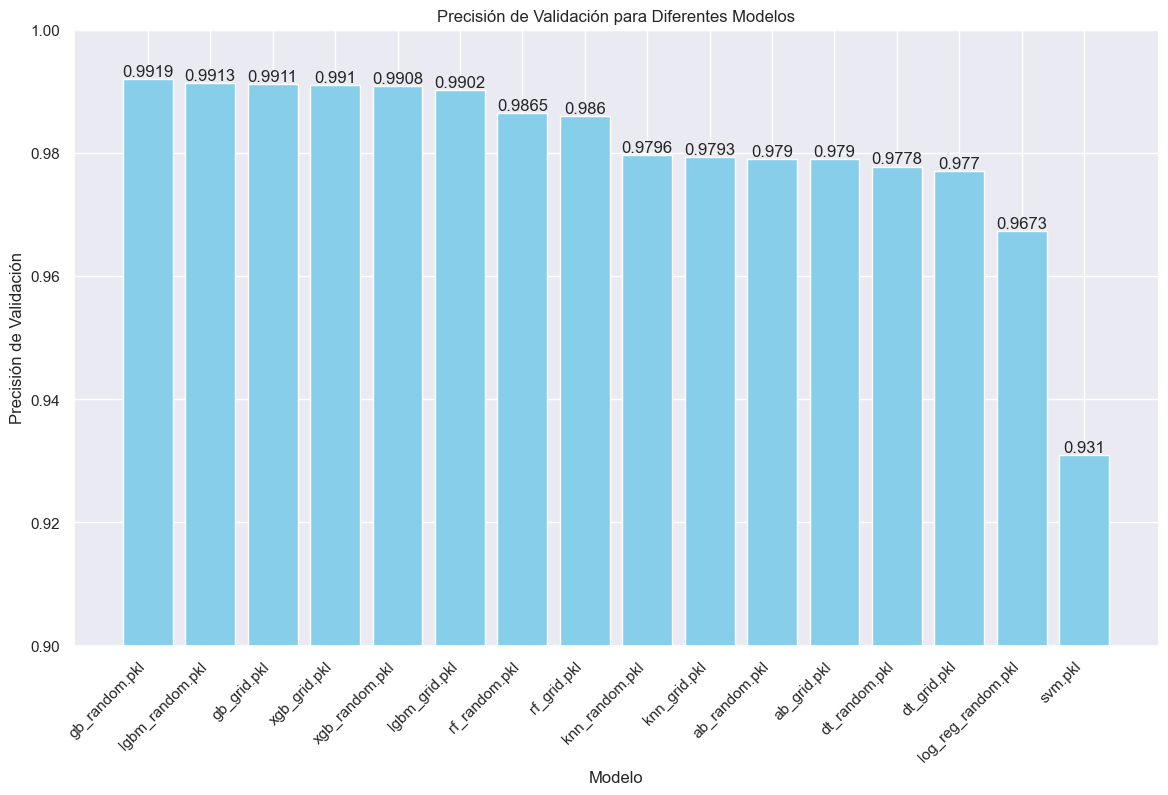 Precisión de Validación para Diferentes Modelos
Precisión de Validación
1.00
0.98
0.96
0.94
0.92
0.90
0.9919
0.9913
0.9911
0.991
0.9908
0.9902
0.9865
0.986
0.9796
0.9793
0.979
0.979
0.9778
0.977
0.9673
0.931
gb_random.pkl
lgbm_random.pkl
gb_grid.pkl
xgb_grid.pkl
xgb_random.pkl
lgbm_grid.pkl
rf_random.pkl
rf_grid.pkl
knn_random.pkl
knn_grid.pkl
ab_random.pkl
ab_grid.pkl
dt_random.pkl
dt_grid.pkl
log_reg_random.pkl
svm.pkl
Modelo